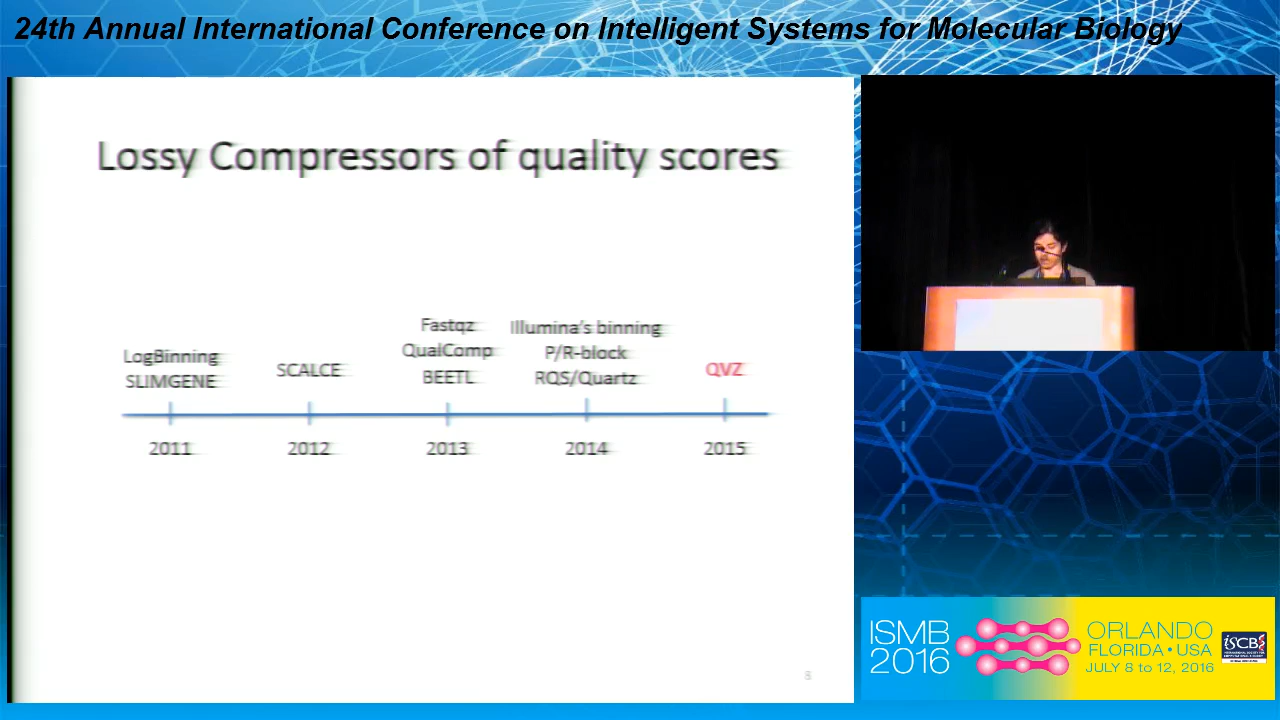 24th Annual International Conference on Intelligent Systems for Molecular Biology
Lossy Compressors of quality scores
LogBinning
SLIMGENE
SCALCE
Fastqz
QualComp
BEETL
Illumina's binning
P/R-block
RQS/Quartz
QVZ
2011
2012
2013
2014
2015
ISMB
2016
ORLANDO
FLORIDA • USA
JULY 8 to 12, 2016
ISCB